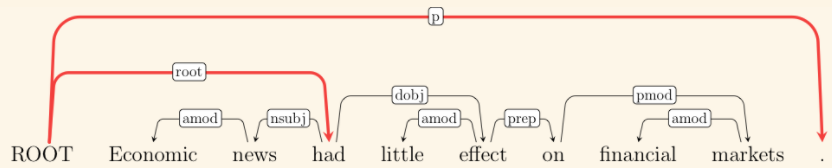 p
root
dobj
pmod
amod
nsubj
amod
prep
amod
ROOT Economic news had little effect on financial markets .